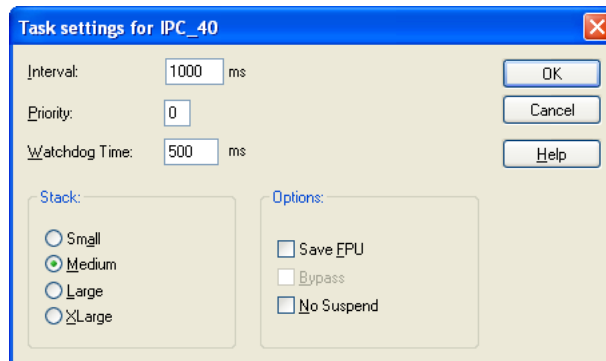 Task settings for IPC_40
Interval: 1000 ms
OK
Priority: 0
Cancel
Watchdog Time: 500 ms
Help
Stack:
Small
Medium
Large
XLarge
Options:
Save FPU
Bypass
No Suspend